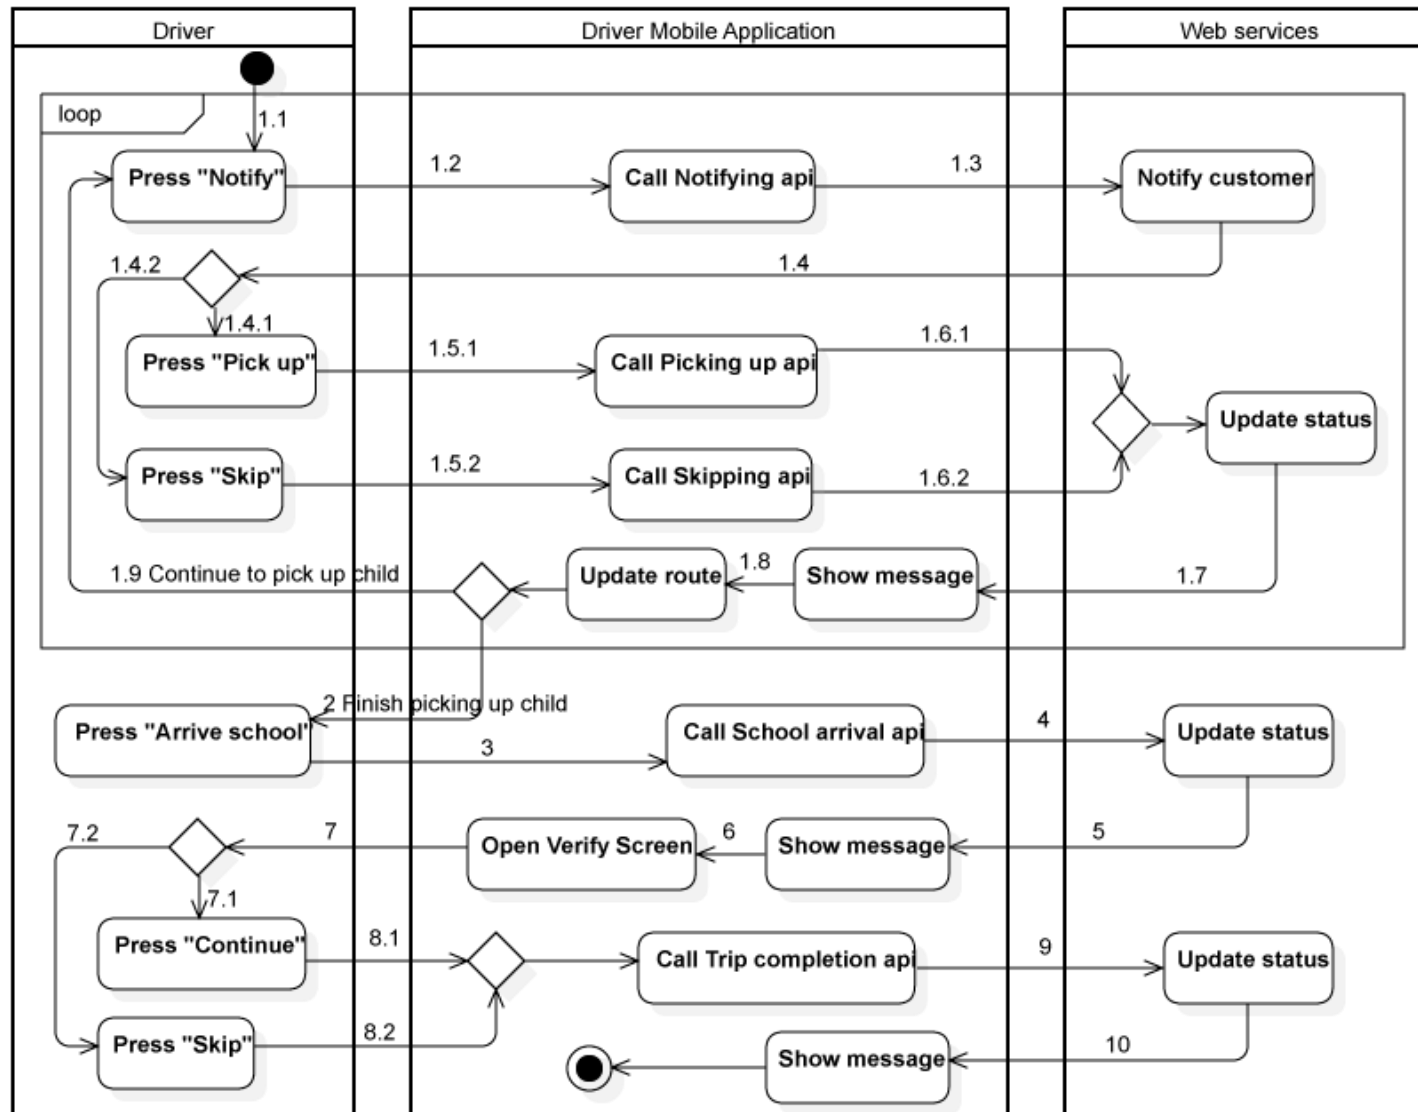 Driver
Driver Mobile Application
Web services
loop
1.1
Press "Notify"
1.2
Call Notifying api
1.3
Notify customer
1.4.2
1.4
1.4.1
Press "Pick up"
1.5.1
Call Picking up api
1.6.1
Update status
Press "Skip"
1.5.2
Call Skipping api
1.6.2
1.9 Continue to pick up child
Update route
1.8
Show message
1.7
2 Finish picking up child
Press "Arrive school"
3
Call School arrival api
4
Update status
7.2
7
Open Verify Screen
6
Show message
5
7.1
Press "Continue"
8.1
Call Trip completion api
9
Update status
Press "Skip"
8.2
Show message
10